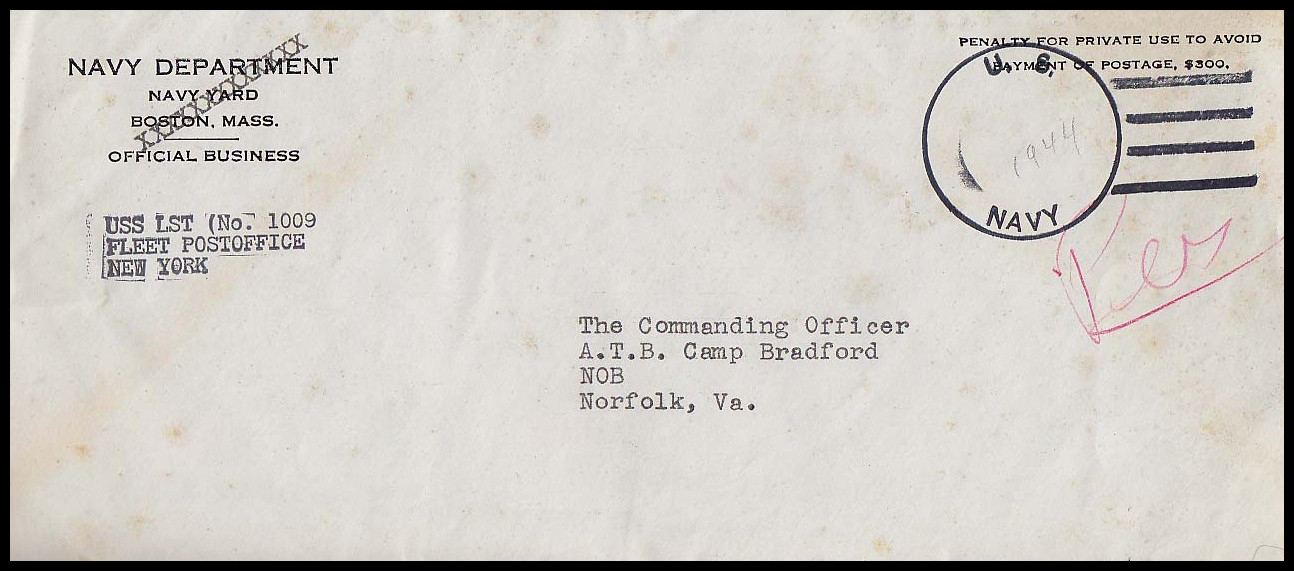 NAVY DEPARTMENT
NAVY YARD
BOSTON, MASS.
XXXXXXXXXXXXXX
OFFICIAL BUSINESS
USS LST (No. 1009
FLEET POSTOFFICE
NEW YORK
PENALTY FOR PRIVATE USE TO AVOID
PAYMENT OF POSTAGE, $300.
U. S.
1944
NAVY
The Commanding Officer
A.T.B. Camp Bradford
NOB
Norfolk, Va.